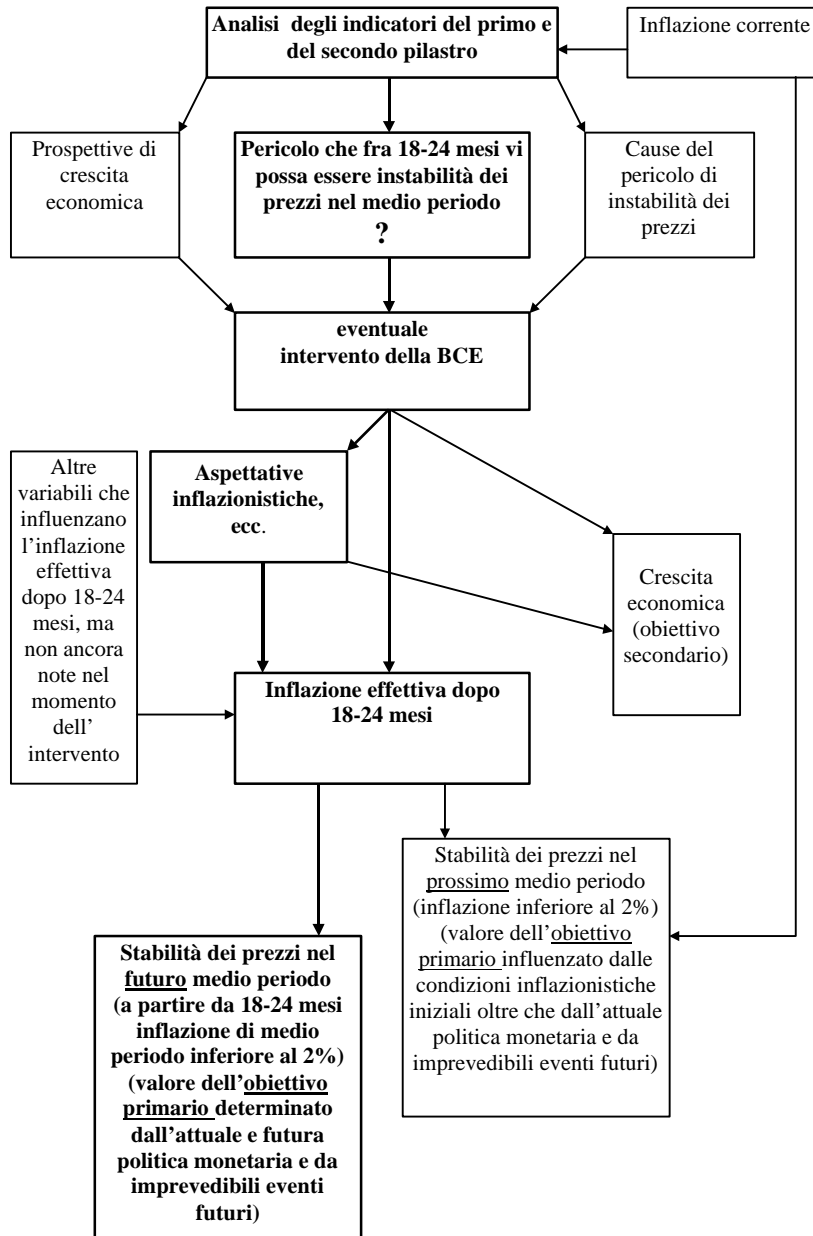 Analisi degli indicatori del primo e
del secondo pilastro
Inflazione corrente
Prospettive di
crescita
economica
Pericolo che fra 18-24 mesi vi
possa essere instabilità dei
prezzi nel medio periodo
?
Cause del
pericolo di
instabilità dei
prezzi
eventuale
intervento della BCE
Altre
variabili che
influenzano
l’inflazione
effettiva
dopo 18-24
mesi, ma
non ancora
note nel
momento
dell’
intervento
Aspettative
inflazionistiche,
ecc.
Crescita
economica
(obiettivo
secondario)
Inflazione effettiva dopo
18-24 mesi
Stabilità dei prezzi nel
prossimo medio periodo
(inflazione inferiore al 2%)
(valore dell’obiettivo
primario influenzato dalle
condizioni inflazionistiche
iniziali oltre che dall’attuale
politica monetaria e da
imprevedibili eventi futuri)
Stabilità dei prezzi nel
futuro medio periodo
(a partire da 18-24 mesi
inflazione di medio
periodo inferiore al 2%)
(valore dell’obiettivo
primario determinato
dall’attuale e futura
politica monetaria e da
imprevedibili eventi
futuri)